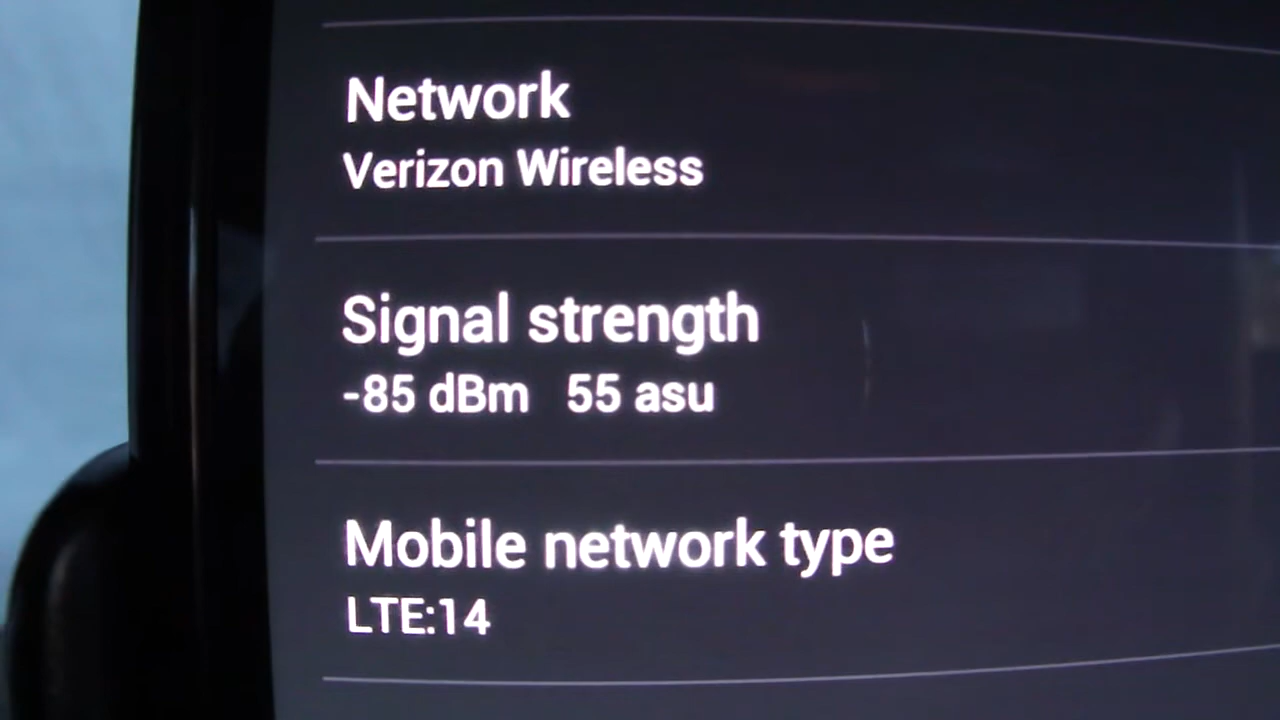 Network
Verizon Wireless
Signal strength
-85 dBm 55 asu
Mobile network type
LTE:14